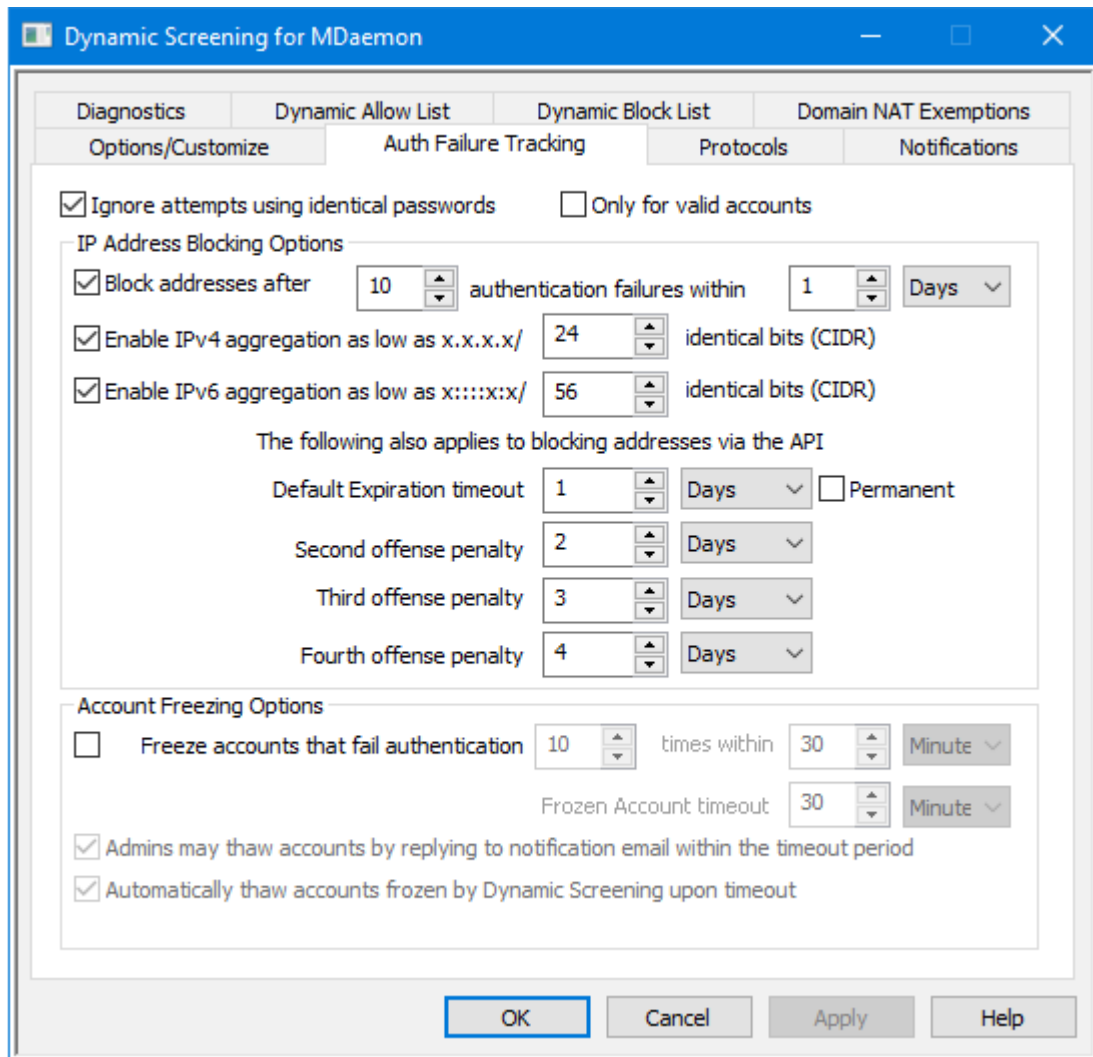 Dynamic Screening for MDaemon
Diagnostics Dynamic Allow List Dynamic Block List Domain NAT Exemptions
Options/Customize Auth Failure Tracking Protocols Notifications
Ignore attempts using identical passwords Only for valid accounts
IP Address Blocking Options
Block addresses after 10 authentication failures within 1 Days
Enable IPv4 aggregation as low as x.x.x.x/ 24 identical bits (CIDR)
Enable IPv6 aggregation as low as x::::x:x/ 56 identical bits (CIDR)
The following also applies to blocking addresses via the API
Default Expiration timeout 1 Days Permanent
Second offense penalty 2 Days
Third offense penalty 3 Days
Fourth offense penalty 4 Days
Account Freezing Options
Freeze accounts that fail authentication 10 times within 30 Minute
Frozen Account timeout 30 Minute
Admins may thaw accounts by replying to notification email within the timeout period
Automatically thaw accounts frozen by Dynamic Screening upon timeout
OK Cancel Apply Help